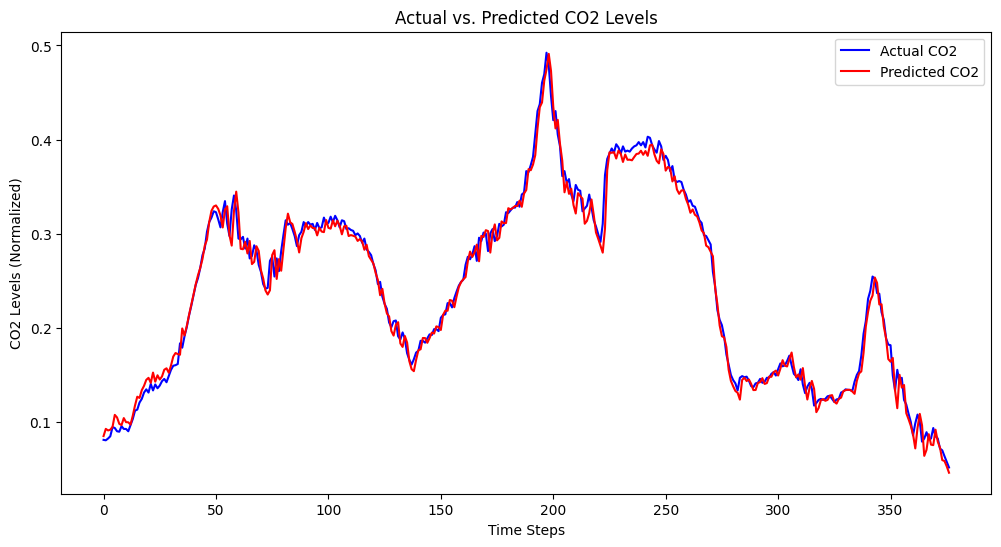 Actual vs. Predicted CO2 Levels
Actual CO2
Predicted CO2
CO2 Levels (Normalized)
0.5
0.4
0.3
0.2
0.1
0 50 100 150 200 250 300 350
Time Steps